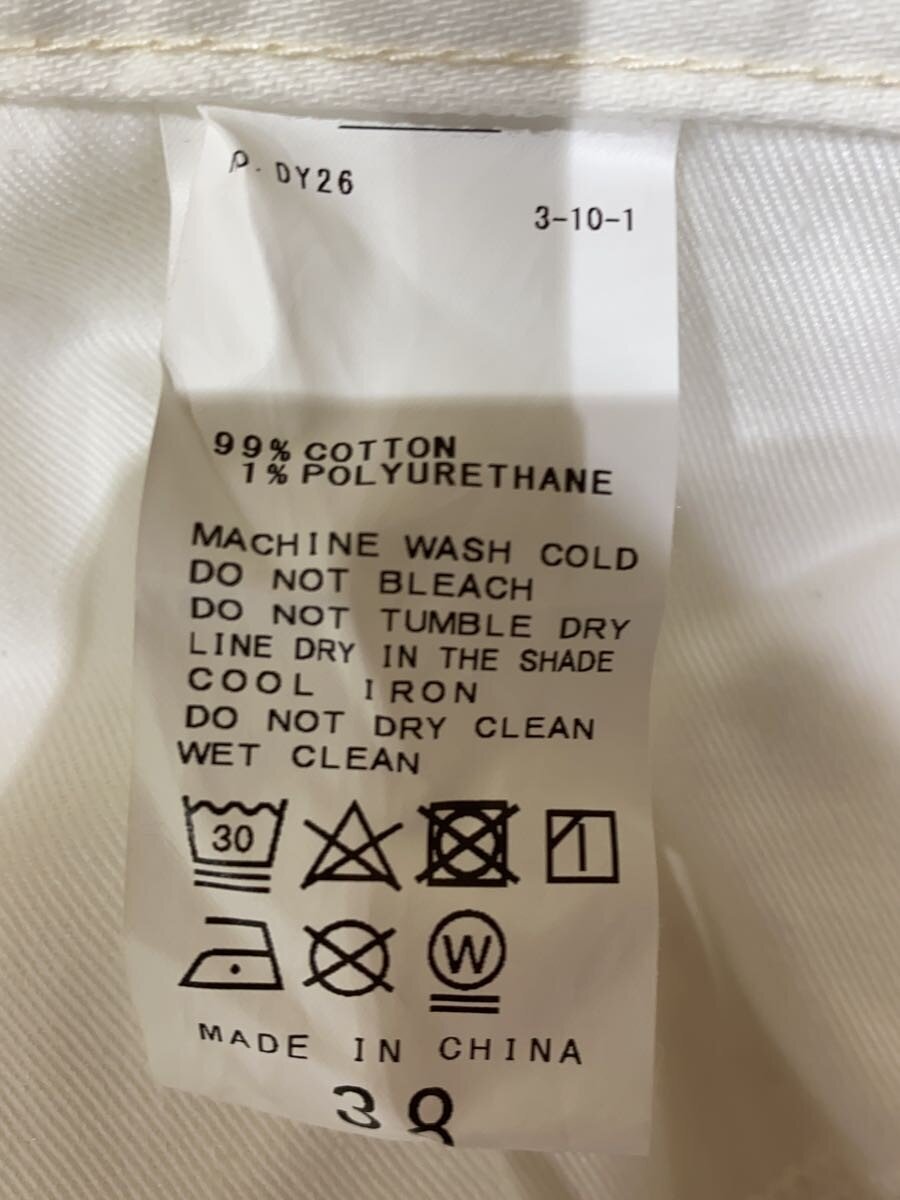 P. DY26
3-10-1
99% COTTON
1% POLYURETHANE
MACHINE WASH COLD
DO NOT BLEACH
DO NOT TUMBLE DRY
LINE DRY IN THE SHADE
COOL IRON
DO NOT DRY CLEAN
WET CLEAN
30
W
MADE IN CHINA
38